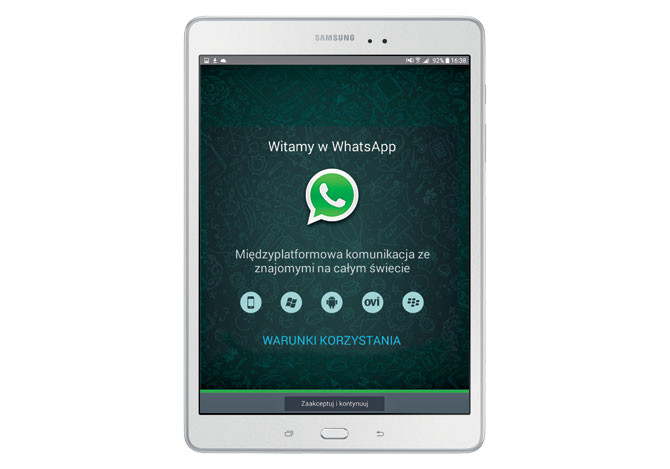 SAMSUNG
92% 16:38
Witamy w WhatsApp
Międzyplatformowa komunikacja ze
znajomymi na całym świecie
ovi
WARUNKI KORZYSTANIA
Zaakceptuj i kontynuuj